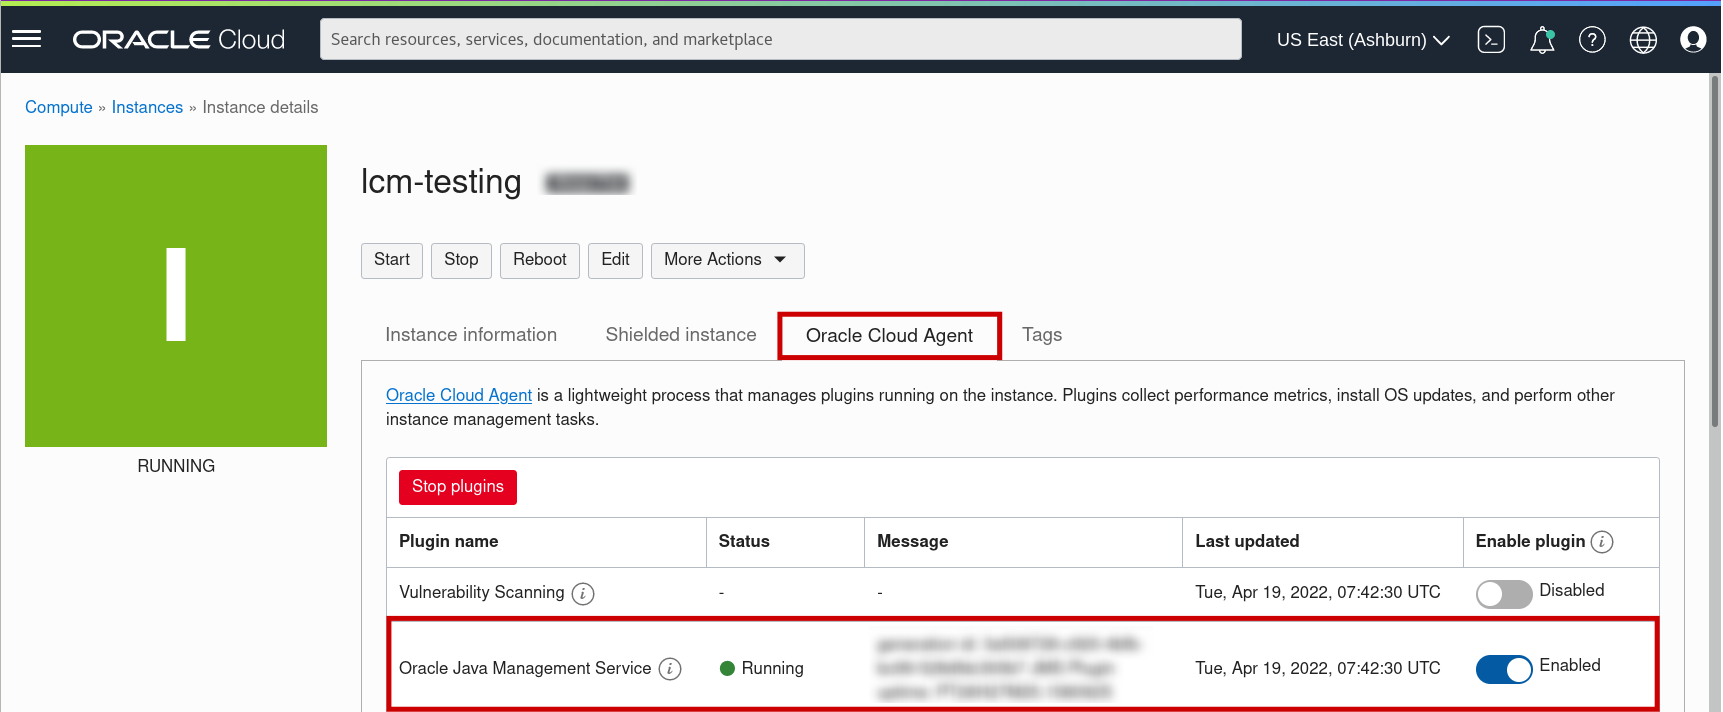 ORACLE Cloud
Search resources, services, documentation, and marketplace
US East (Ashburn)
Compute » Instances » Instance details
I
RUNNING
lcm-testing
Start Stop Reboot Edit More Actions
Instance information Shielded instance Oracle Cloud Agent Tags
Oracle Cloud Agent is a lightweight process that manages plugins running on the instance. Plugins collect performance metrics, install OS updates, and perform other
instance management tasks.
Stop plugins
Plugin name Status Message Last updated Enable plugin i
Vulnerability Scanning i - - Tue, Apr 19, 2022, 07:42:30 UTC Disabled
Oracle Java Management Service i Running Tue, Apr 19, 2022, 07:42:30 UTC Enabled